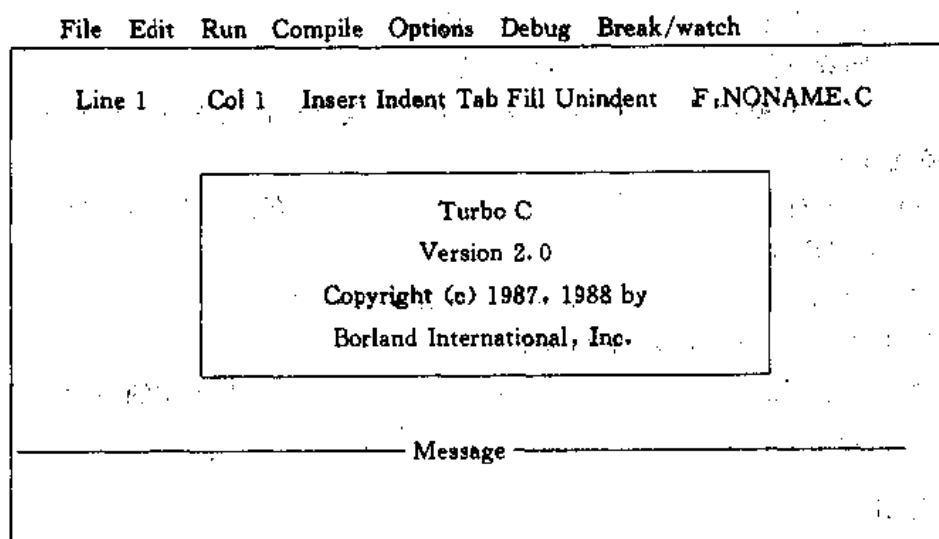 File Edit Run Compile Options Debug Break/watch
Line 1 Col 1 Insert Indent Tab Fill Unindent F:NONAME.C
Turbo C
Version 2.0
Copyright (c) 1987, 1988 by
Borland International, Inc.
Message